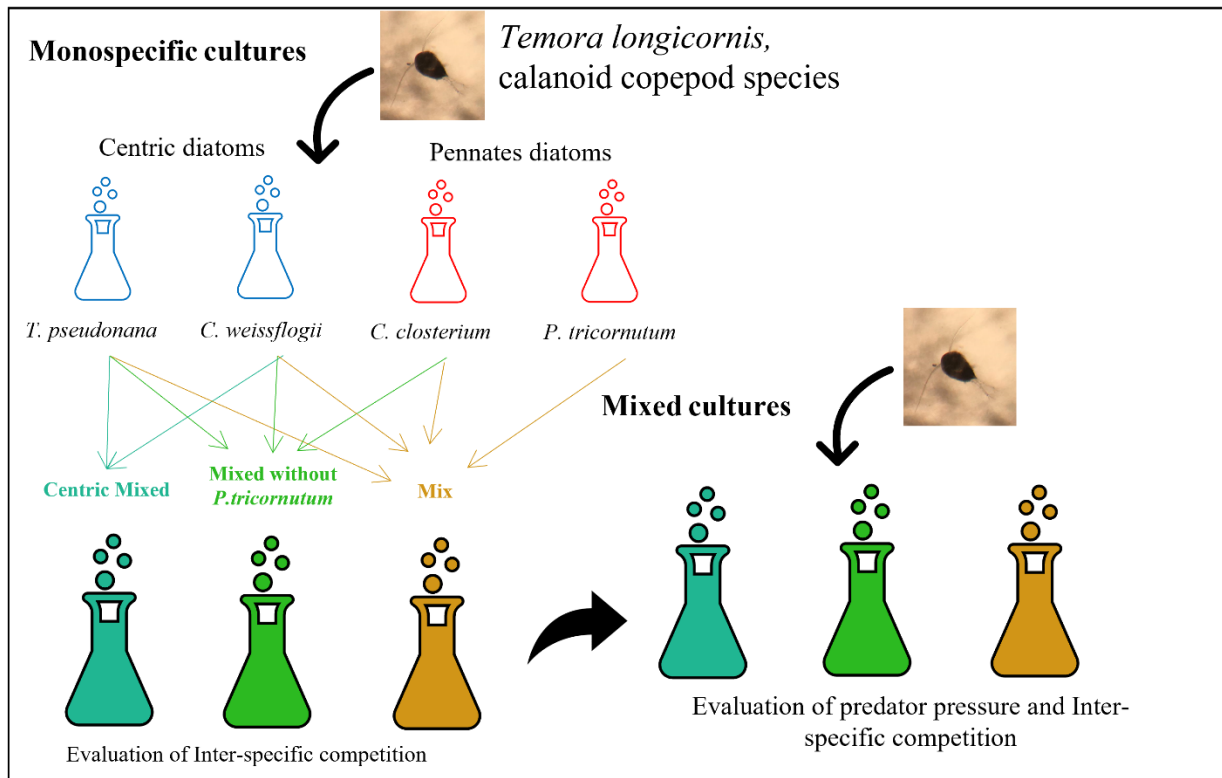 Monospecific cultures
Temora longicornis,
calanoid copepod species
Centric diatoms
Pennates diatoms
T. pseudonana
C. weissflogii
C. closterium
P. tricornutum
Mixed cultures
Centric Mixed
Mixed without
P.tricornutum
Mix
Evaluation of Inter-specific competition
Evaluation of predator pressure and Inter-
specific competition